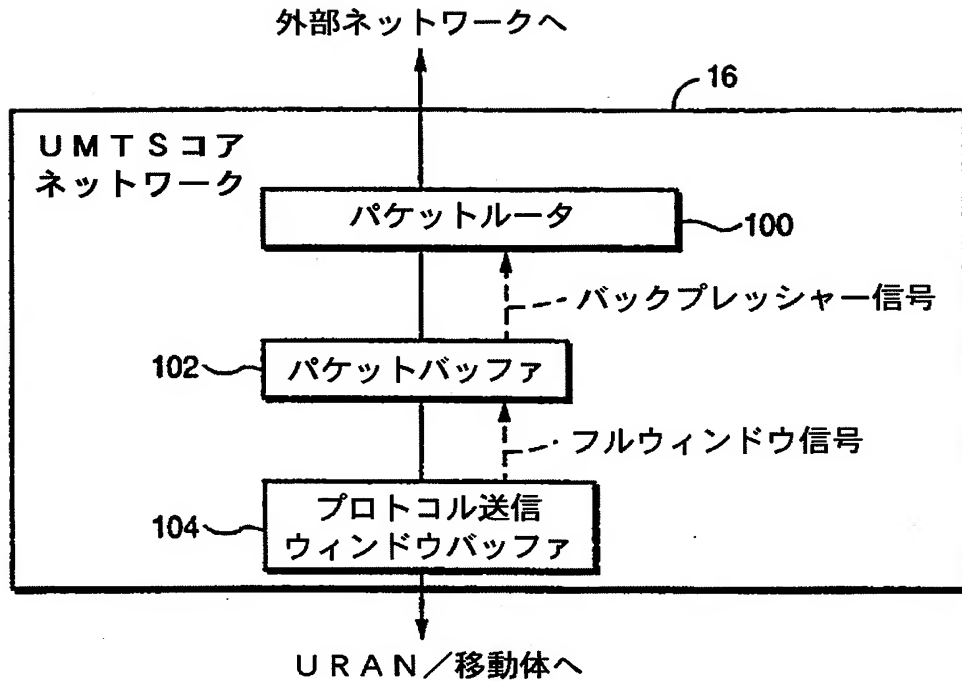 外部ネットワークへ
16
UMTSコア
ネットワーク
パケットルータ
100
バックプレッシャー信号
102
パケットバッファ
フルウィンドウ信号
104
プロトコル送信
ウィンドウバッファ
URAN/移動体へ